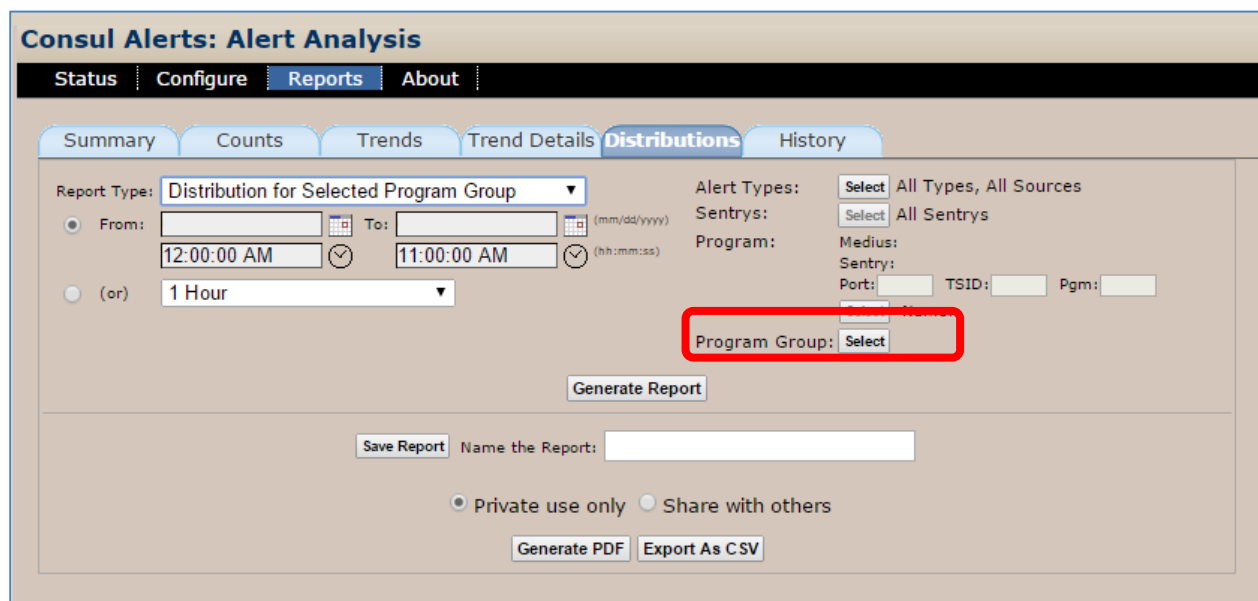 Consul Alerts: Alert Analysis
Status Configure Reports About
Summary Counts Trends Trend Details Distributions History
Report Type: Distribution for Selected Program Group
From: To: (mm/dd/yyyy)
12:00:00 AM 11:00:00 AM (hh:mm:ss)
(or) 1 Hour
Alert Types: Select All Types, All Sources
Sentrys: Select All Sentrys
Program: Medius:
Sentry:
Port: TSID: Pgm:
Select Name:
Program Group: Select
Generate Report
Save Report Name the Report:
Private use only Share with others
Generate PDF Export As CSV